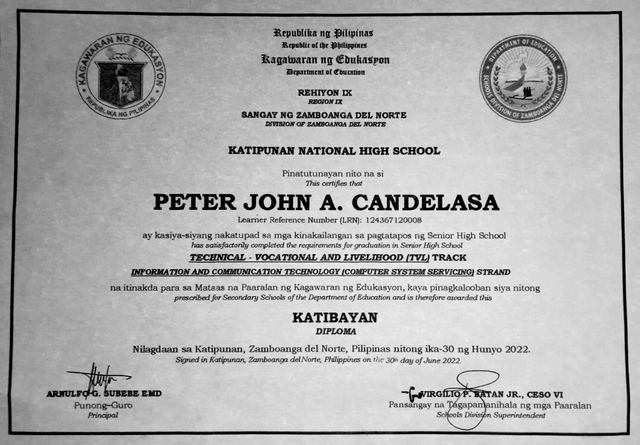 Republika ng Pilipinas
Republic of the Philippines
Kagawaran ng Edukasyon
Department of Education
KAGAWARAN NG EDUKASYON
REPUBLIKA NG PILIPINAS
DEPARTMENT OF EDUCATION
SCHOOLS DIVISION OF ZAMBOANGA DEL NORTE
REHIYON IX
REGION IX
SANGAY NG ZAMBOANGA DEL NORTE
DIVISION OF ZAMBOANGA DEL NORTE
KATIPUNAN NATIONAL HIGH SCHOOL
Pinatutunayan nito na si
This certifies that
PETER JOHN A. CANDELASA
Learner Reference Number (LRN): 124367120008
ay kasiya-siyang nakatupad sa mga kinakailangan sa pagtatapos ng Senior High School
has satisfactorily completed the requirements for graduation in Senior High School
TECHNICAL - VOCATIONAL AND LIVELIHOOD (TVL) TRACK
INFORMATION AND COMMUNICATION TECHNOLOGY (COMPUTER SYSTEM SERVICING) STRAND
na itinakda para sa Mataas na Paaralan ng Kagawaran ng Edukasyon, kaya pinagkalooban siya nitong
prescribed for Secondary Schools of the Department of Education and is therefore awarded this
KATIBAYAN
DIPLOMA
Nilagdaan sa Katipunan, Zamboanga del Norte, Pilipinas nitong ika-30 ng Hunyo 2022.
Signed in Katipunan, Zamboanga del Norte, Philippines on the 30th day of June 2022.
ARNULFO G. SUBEBE EMD
Punong-Guro
Principal
VIRGILIO P. BATAN JR., CESO VI
Pansangay na Tagapamanihala ng mga Paaralan
Schools Division Superintendent